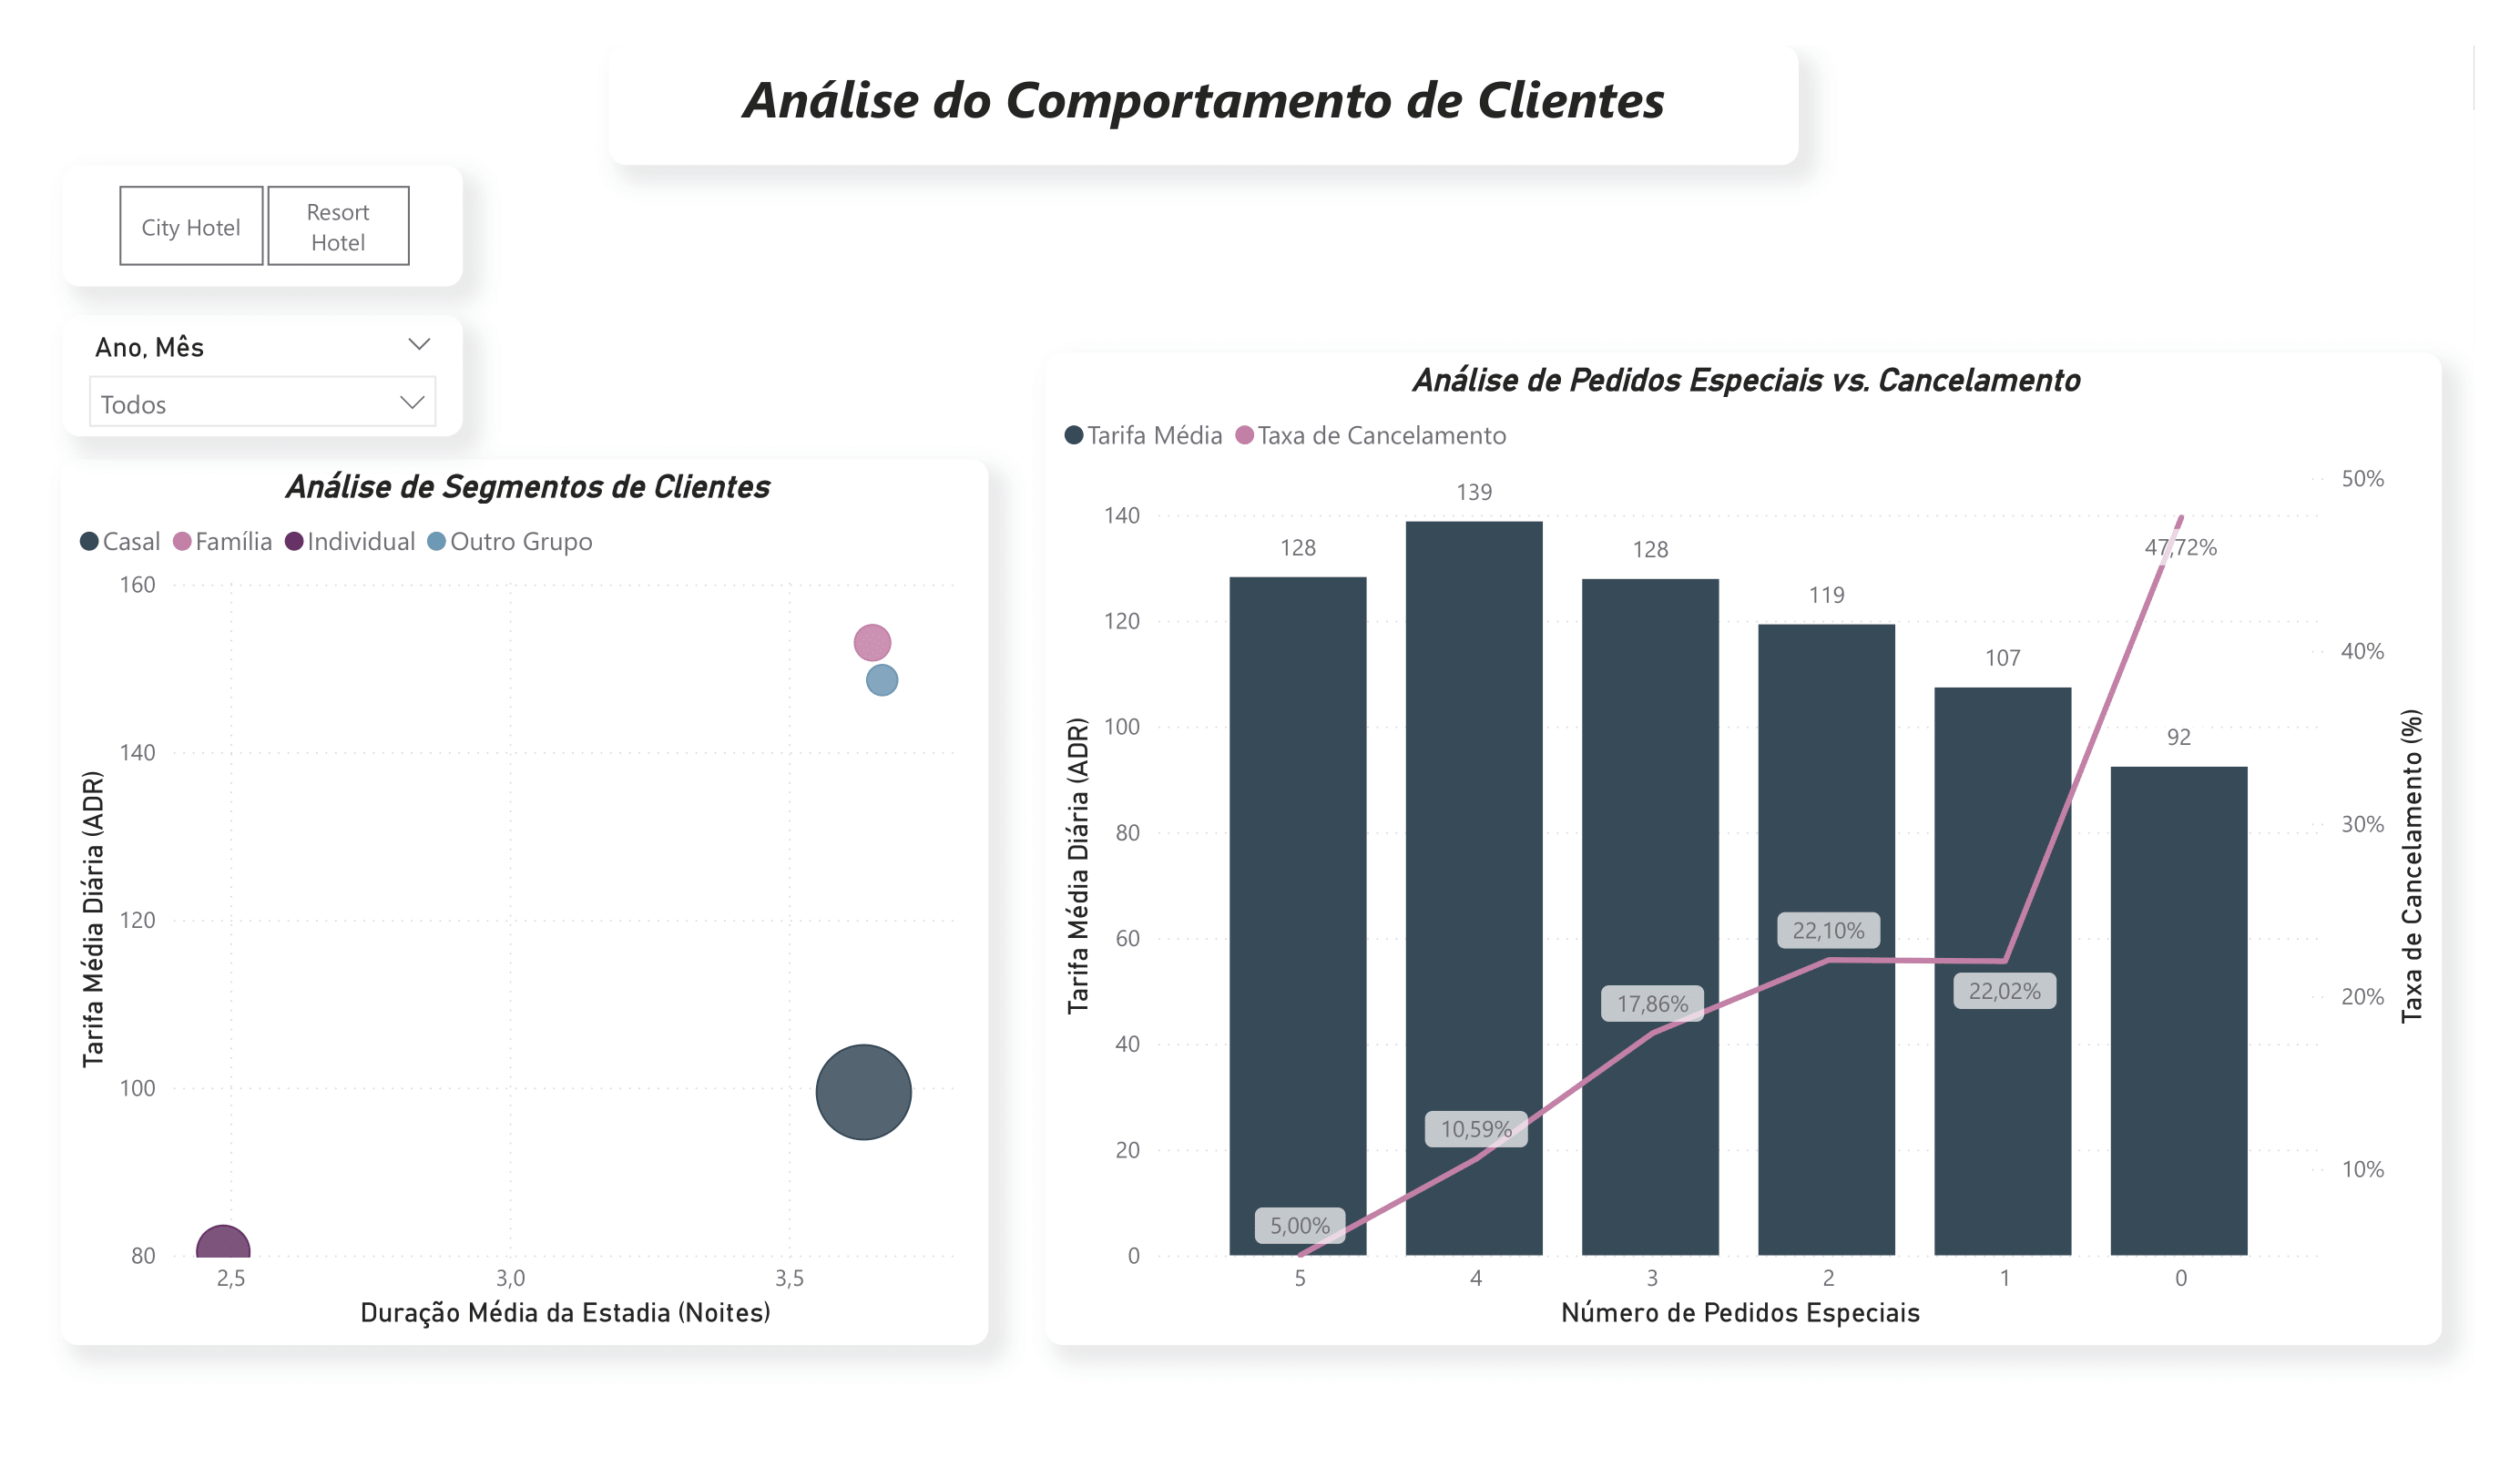 Análise do Comportamento de Clientes
City Hotel
Resort
Hotel
Ano, Mês
Todos
Análise de Segmentos de Clientes
Casal Família Individual Outro Grupo
Tarifa Média Diária (ADR)
160
140
120
100
80
2,5 3,0 3,5
Duração Média da Estadia (Noites)
Análise de Pedidos Especiais vs. Cancelamento
Tarifa Média Taxa de Cancelamento
Tarifa Média Diária (ADR)
140
120
100
80
60
40
20
0
128 139 128 119 107 92
5,00% 10,59% 17,86% 22,10% 22,02% 47,72%
50%
40%
30%
20%
10%
Taxa de Cancelamento (%)
5 4 3 2 1 0
Número de Pedidos Especiais